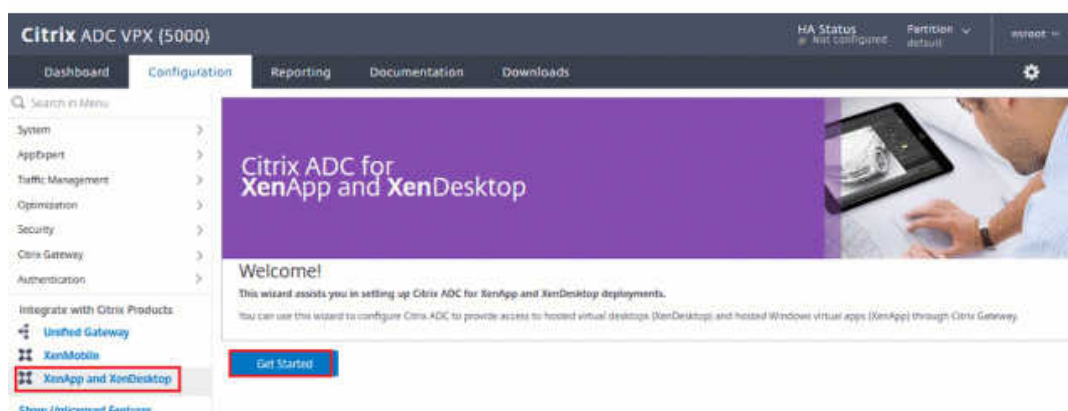 Citrix ADC VPX (5000)
HA Status
Not configured
Partition
default
nsroot
Dashboard
Configuration
Reporting
Documentation
Downloads
Search in Menu
System
AppExpert
Traffic Management
Optimization
Security
Citrix Gateway
Authentication
Integrate with Citrix Products
Unified Gateway
XenMobile
XenApp and XenDesktop
Show Unlicensed Features
Citrix ADC for
XenApp and XenDesktop
Welcome!
This wizard assists you in setting up Citrix ADC for XenApp and XenDesktop deployments.
You can use this wizard to configure Citrix ADC to provide access to hosted virtual desktops (XenDesktop) and hosted Windows virtual apps (XenApp) through Citrix Gateway.
Get Started